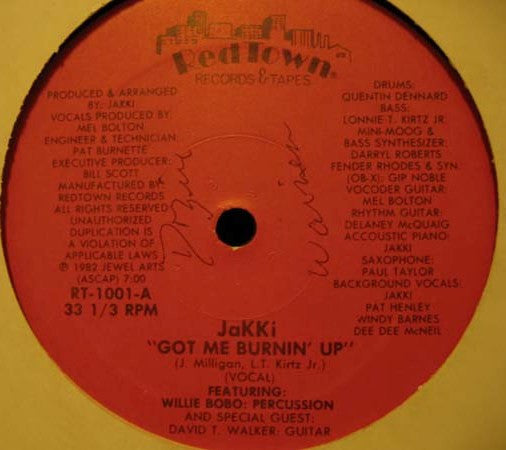 RedTown
RECORDS & TAPES
PRODUCED & ARRANGED
BY: JAKKI
VOCALS PRODUCED BY:
MEL BOLTON
ENGINEER & TECHNICIAN:
PAT BURNETTE
EXECUTIVE PRODUCER:
BILL SCOTT
MANUFACTURED BY:
REDTOWN RECORDS
ALL RIGHTS RESERVED
UNAUTHORIZED
DUPLICATION IS
A VIOLATION OF
APPLICABLE LAWS
℗ 1982 JEWEL ARTS
(ASCAP) 7:00
RT-1001-A
33 1/3 RPM
DRUMS:
QUENTIN DENNARD
BASS:
LONNIE T. KIRTZ JR.
MINI-MOOG &
BASS SYNTHESIZER:
DARRYL ROBERTS
FENDER RHODES & SYN.
(OB-X): GIP NOBLE
VOCODER GUITAR:
MEL BOLTON
RHYTHM GUITAR:
DELANEY McQUAIG
ACCOUSTIC PIANO:
JAKKI
SAXOPHONE:
PAUL TAYLOR
BACKGROUND VOCALS:
JAKKI
PAT HENLEY
WINDY BARNES
DEE DEE McNEIL
JaKKi
"GOT ME BURNIN' UP"
(J. Milligan, L.T. Kirtz Jr.)
(VOCAL)
FEATURING:
WILLIE BOBO: PERCUSSION
AND SPECIAL GUEST:
DAVID T. WALKER: GUITAR